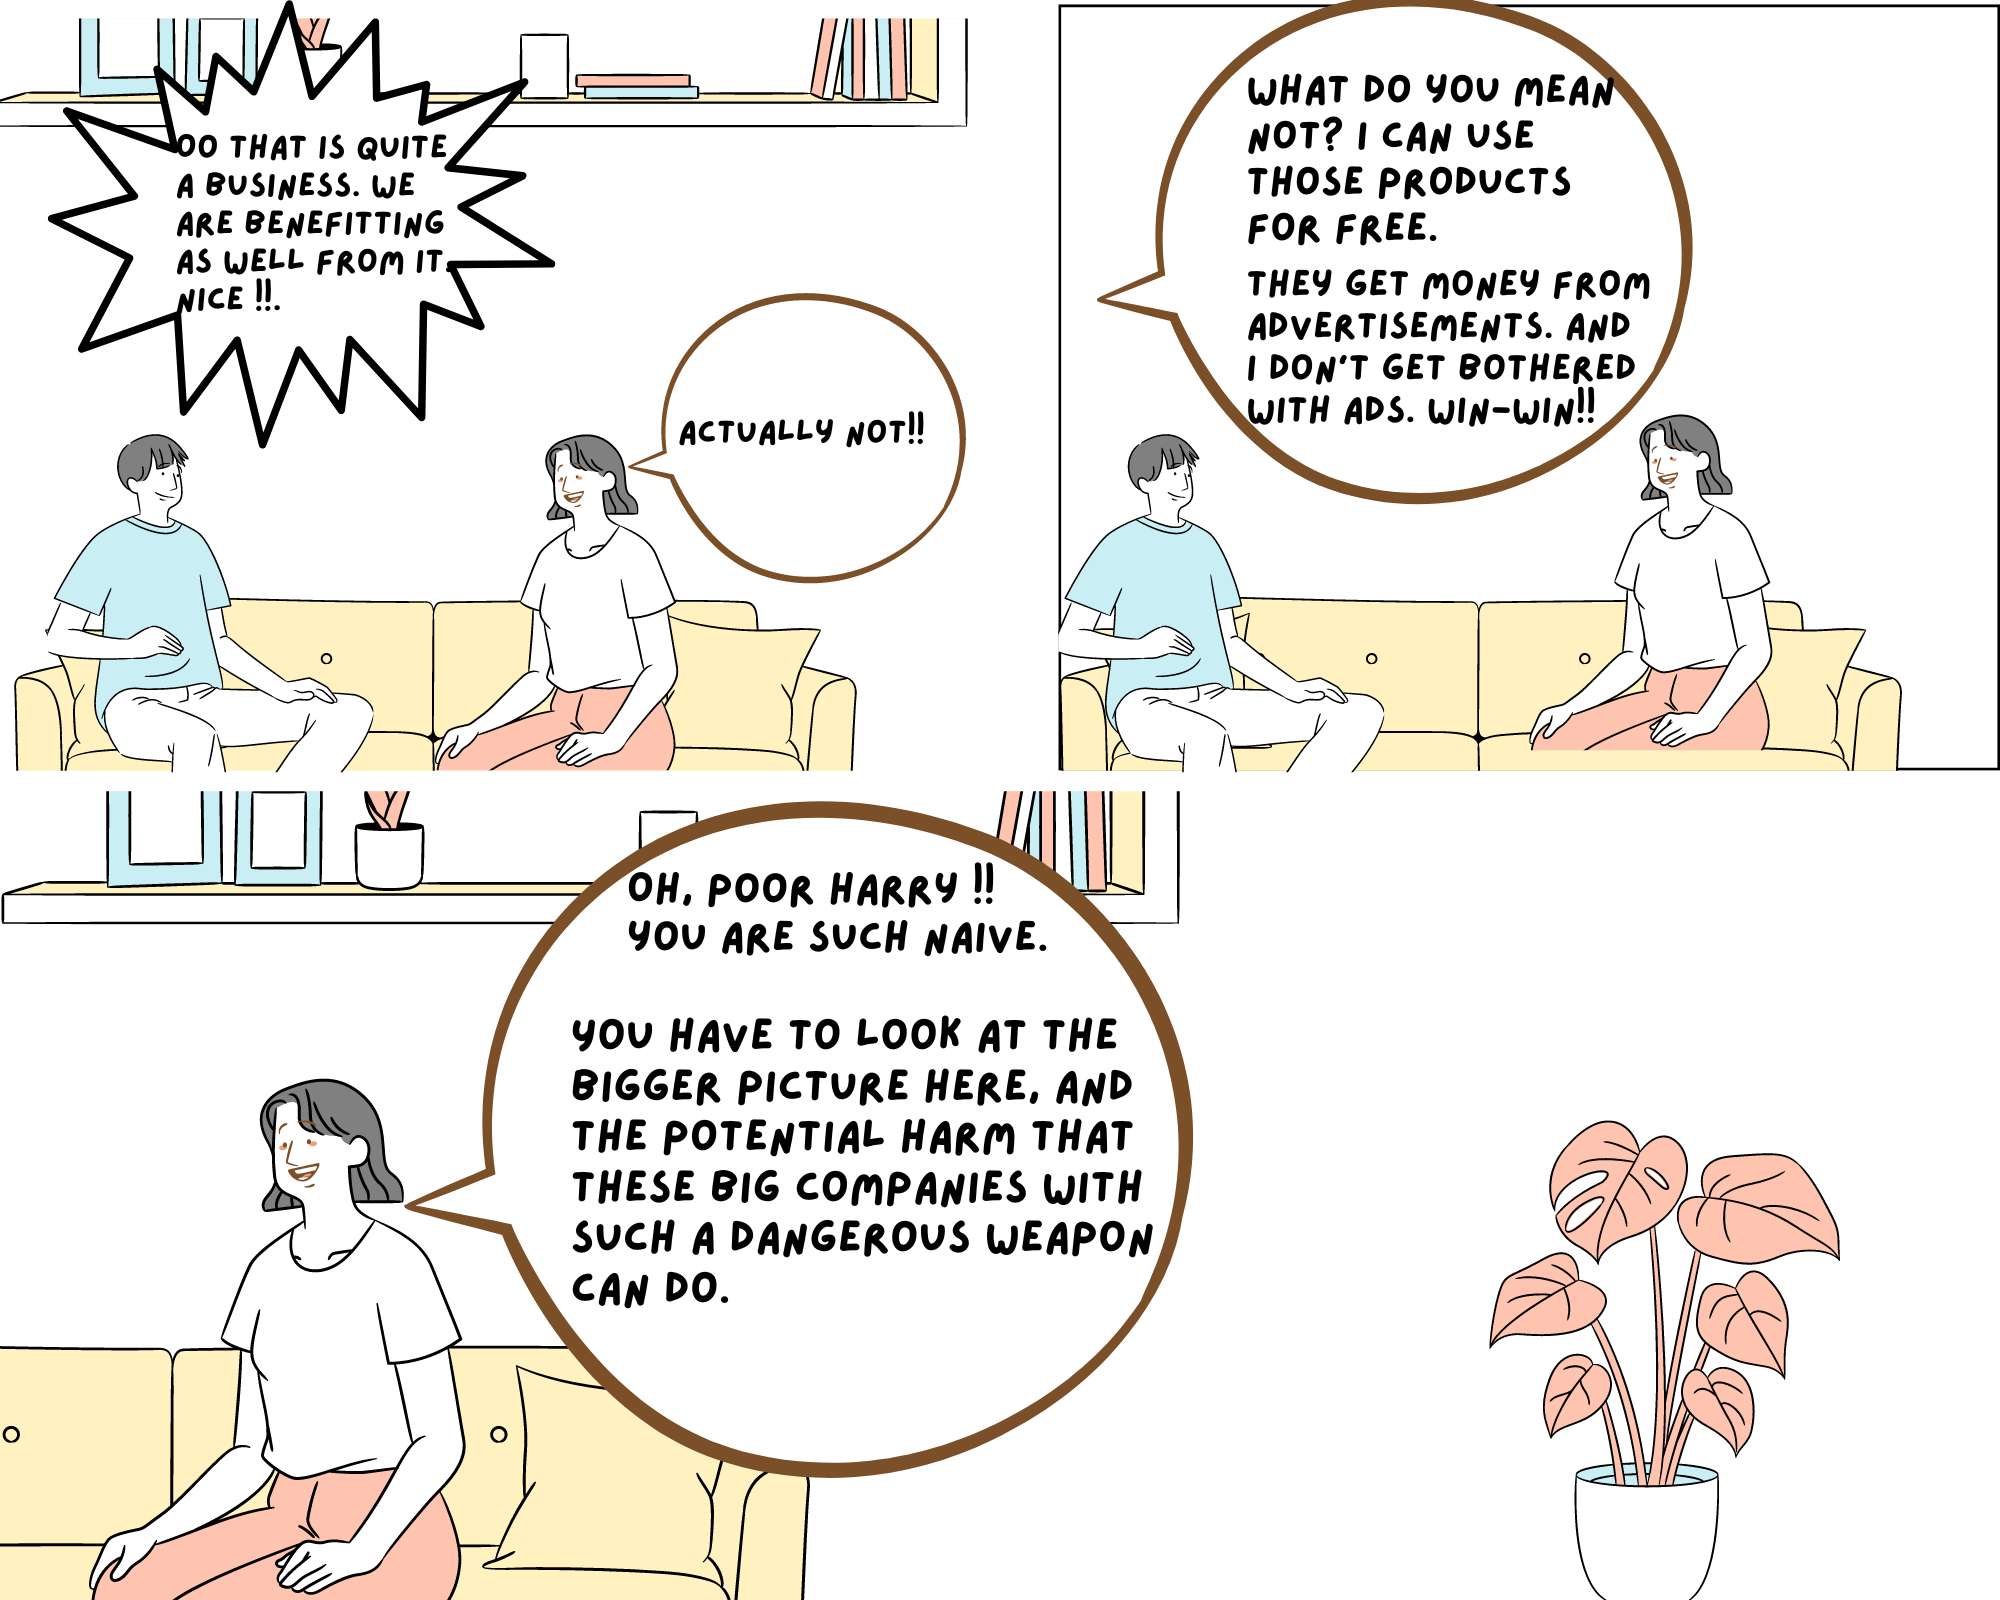 OO THAT IS QUITE
A BUSINESS. WE
ARE BENEFITTING
AS WELL FROM IT.
NICE !!.
ACTUALLY NOT!!
WHAT DO YOU MEAN
NOT? I CAN USE
THOSE PRODUCTS
FOR FREE.
THEY GET MONEY FROM
ADVERTISEMENTS. AND
I DON'T GET BOTHERED
WITH ADS. WIN-WIN!!
OH, POOR HARRY !!
YOU ARE SUCH NAIVE.
YOU HAVE TO LOOK AT THE
BIGGER PICTURE HERE, AND
THE POTENTIAL HARM THAT
THESE BIG COMPANIES WITH
SUCH A DANGEROUS WEAPON
CAN DO.